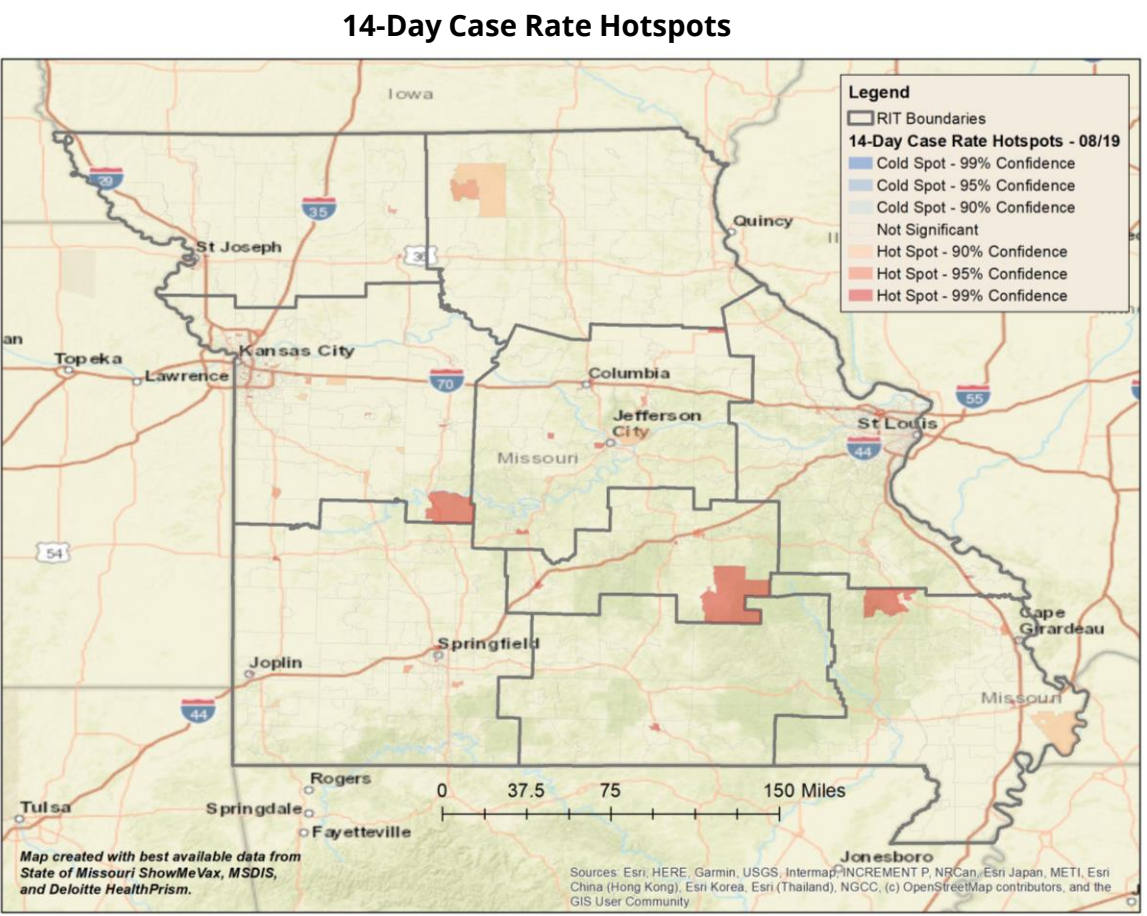 14-Day Case Rate Hotspots
Iowa
Legend
RIT Boundaries
14-Day Case Rate Hotspots - 08/19
Cold Spot - 99% Confidence
Cold Spot - 95% Confidence
Cold Spot - 90% Confidence
Not Significant
Hot Spot - 90% Confidence
Hot Spot - 95% Confidence
Hot Spot - 99% Confidence
29
35
Quincy
St Joseph
36
an
Topeka
Kansas City
Lawrence
70
Columbia
55
Jefferson
City
St Louis
44
Missouri
54
Cape
Girardeau
Springfield
Joplin
Missouri
44
Rogers
0 37.5 75 150 Miles
Tulsa
Springdale
Fayetteville
Map created with best available data from
State of Missouri ShowMeVax, MSDIS,
and Deloitte HealthPrism.
Jonesboro
Sources: Esri, HERE, Garmin, USGS, Intermap, INCREMENT P, NRCan, Esri Japan, METI, Esri
China (Hong Kong), Esri Korea, Esri (Thailand), NGCC, (c) OpenStreetMap contributors, and the
GIS User Community